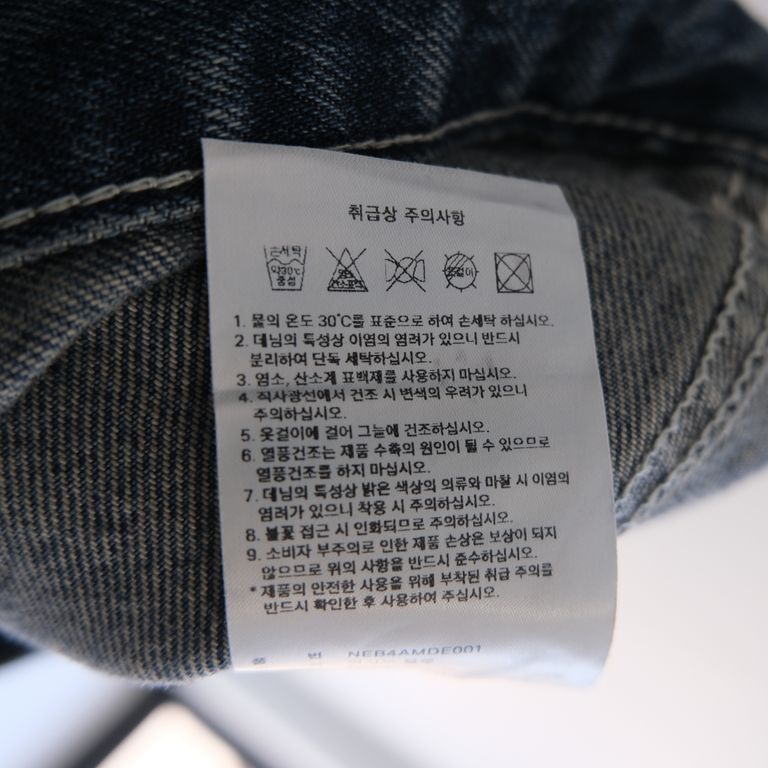 취급상 주의사항
손세탁
약30℃
중성
염소
산소표백
옷걸이
1. 물의 온도 30℃를 표준으로 하여 손세탁 하십시오.
2. 데님의 특성상 이염의 염려가 있으니 반드시
분리하여 단독 세탁하십시오.
3. 염소, 산소계 표백제를 사용하지 마십시오.
4. 직사광선에서 건조 시 변색의 우려가 있으니
주의하십시오.
5. 옷걸이에 걸어 그늘에 건조하십시오.
6. 열풍건조는 제품 수축의 원인이 될 수 있으므로
열풍건조를 하지 마십시오.
7. 데님의 특성상 밝은 색상의 의류와 마찰 시 이염의
염려가 있으니 착용 시 주의하십시오.
8. 불꽃 접근 시 인화되므로 주의하십시오.
9. 소비자 부주의로 인한 제품 손상은 보상이 되지
않으므로 위의 사항을 반드시 준수하십시오.
* 제품의 안전한 사용을 위해 부착된 취급 주의를
반드시 확인한 후 사용하여 주십시오.
품 번 NEB4AMDE001